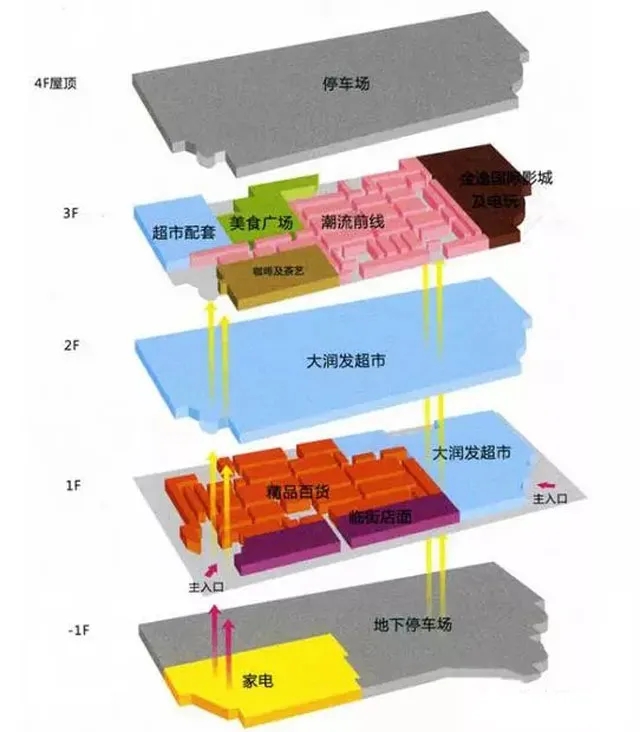 4F屋顶
停车场
3F
超市配套
美食广场
潮流前线
金逸国际影城
及电玩
咖啡及茶艺
2F
大润发超市
1F
精品百货
大润发超市
临街店面
主入口
主入口
-1F
地下停车场
家电